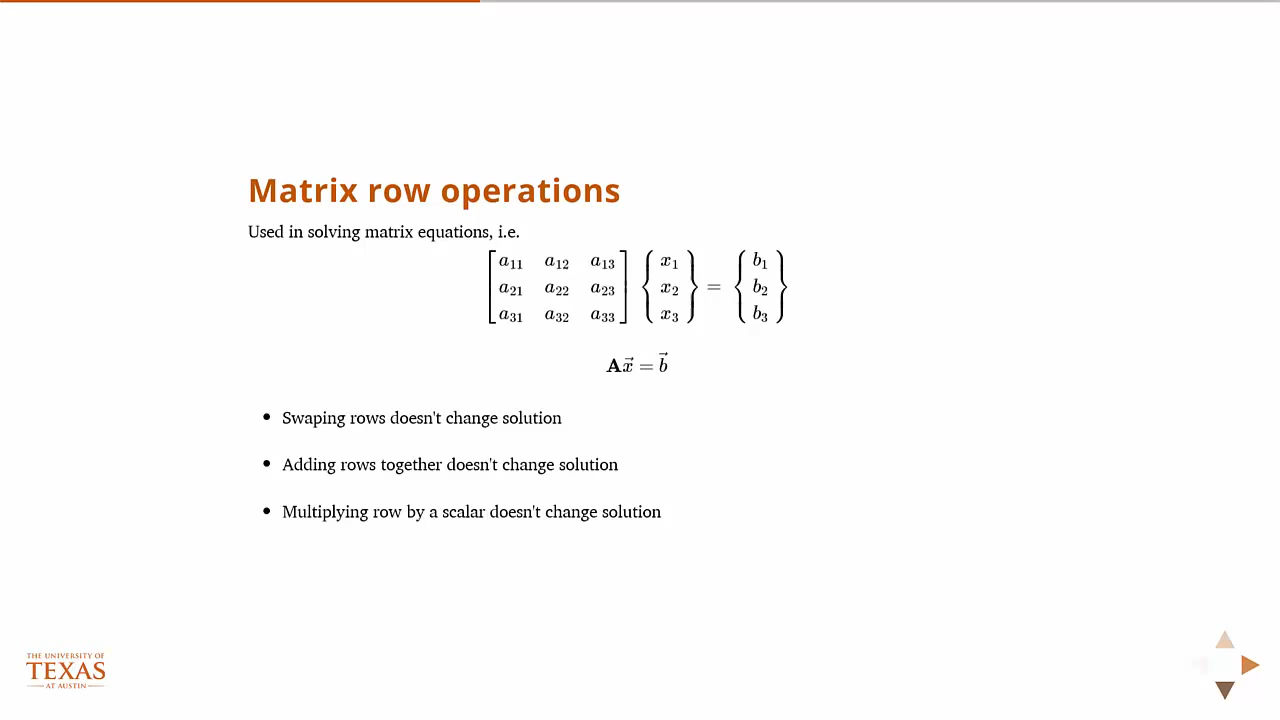 Matrix row operations
Used in solving matrix equations, i.e.
[a₁₁ a₁₂ a₁₃] {x₁} = {b₁}
[a₂₁ a₂₂ a₂₃] {x₂} = {b₂}
[a₃₁ a₃₂ a₃₃] {x₃} = {b₃}
Ax⃗ = b⃗
• Swaping rows doesn't change solution
• Adding rows together doesn't change solution
• Multiplying row by a scalar doesn't change solution
THE UNIVERSITY OF
TEXAS
AT AUSTIN